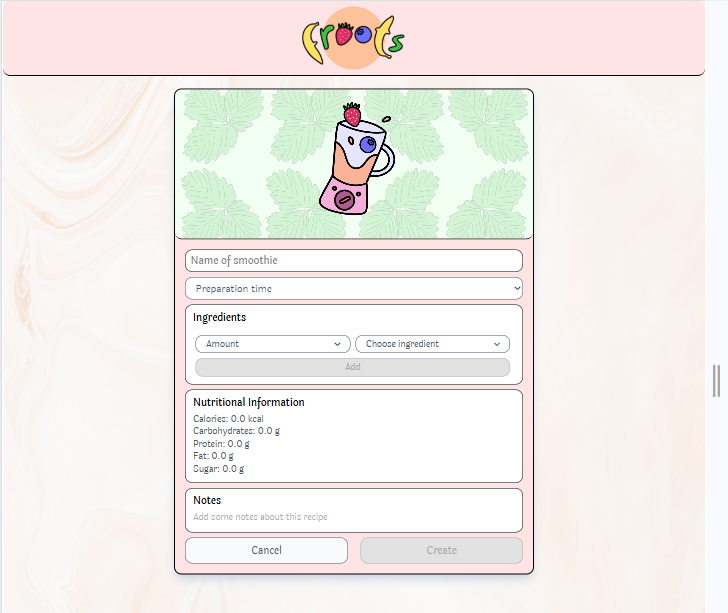 froots
Name of smoothie
Preparation time
Ingredients
Amount
Choose ingredient
Add
Nutritional Information
Calories: 0.0 kcal
Carbohydrates: 0.0 g
Protein: 0.0 g
Fat: 0.0 g
Sugar: 0.0 g
Notes
Add some notes about this recipe
Cancel
Create